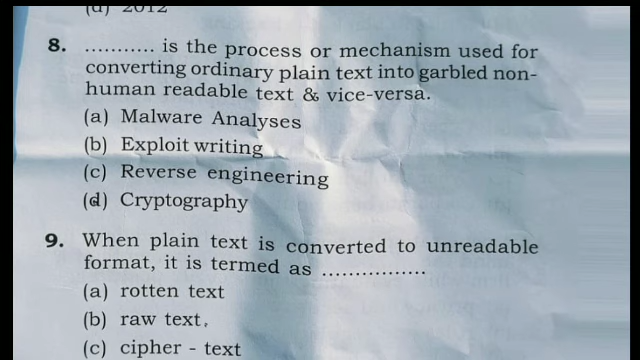 (d) 2012
8. ........... is the process or mechanism used for
converting ordinary plain text into garbled non-
human readable text & vice-versa.
(a) Malware Analyses
(b) Exploit writing
(c) Reverse engineering
(d) Cryptography
9. When plain text is converted to unreadable
format, it is termed as ................
(a) rotten text
(b) raw text.
(c) cipher - text